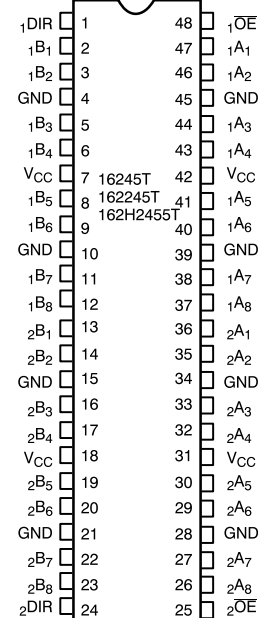 ₁DIR 1 48 ₁O̅E̅
₁B₁ 2 47 ₁A₁
₁B₂ 3 46 ₁A₂
GND 4 45 GND
₁B₃ 5 44 ₁A₃
₁B₄ 6 43 ₁A₄
VCC 7 16245T 42 VCC
₁B₅ 8 162245T 41 ₁A₅
162H2455T
₁B₆ 9 40 ₁A₆
GND 10 39 GND
₁B₇ 11 38 ₁A₇
₁B₈ 12 37 ₁A₈
₂B₁ 13 36 ₂A₁
₂B₂ 14 35 ₂A₂
GND 15 34 GND
₂B₃ 16 33 ₂A₃
₂B₄ 17 32 ₂A₄
VCC 18 31 VCC
₂B₅ 19 30 ₂A₅
₂B₆ 20 29 ₂A₆
GND 21 28 GND
₂B₇ 22 27 ₂A₇
₂B₈ 23 26 ₂A₈
₂DIR 24 25 ₂O̅E̅